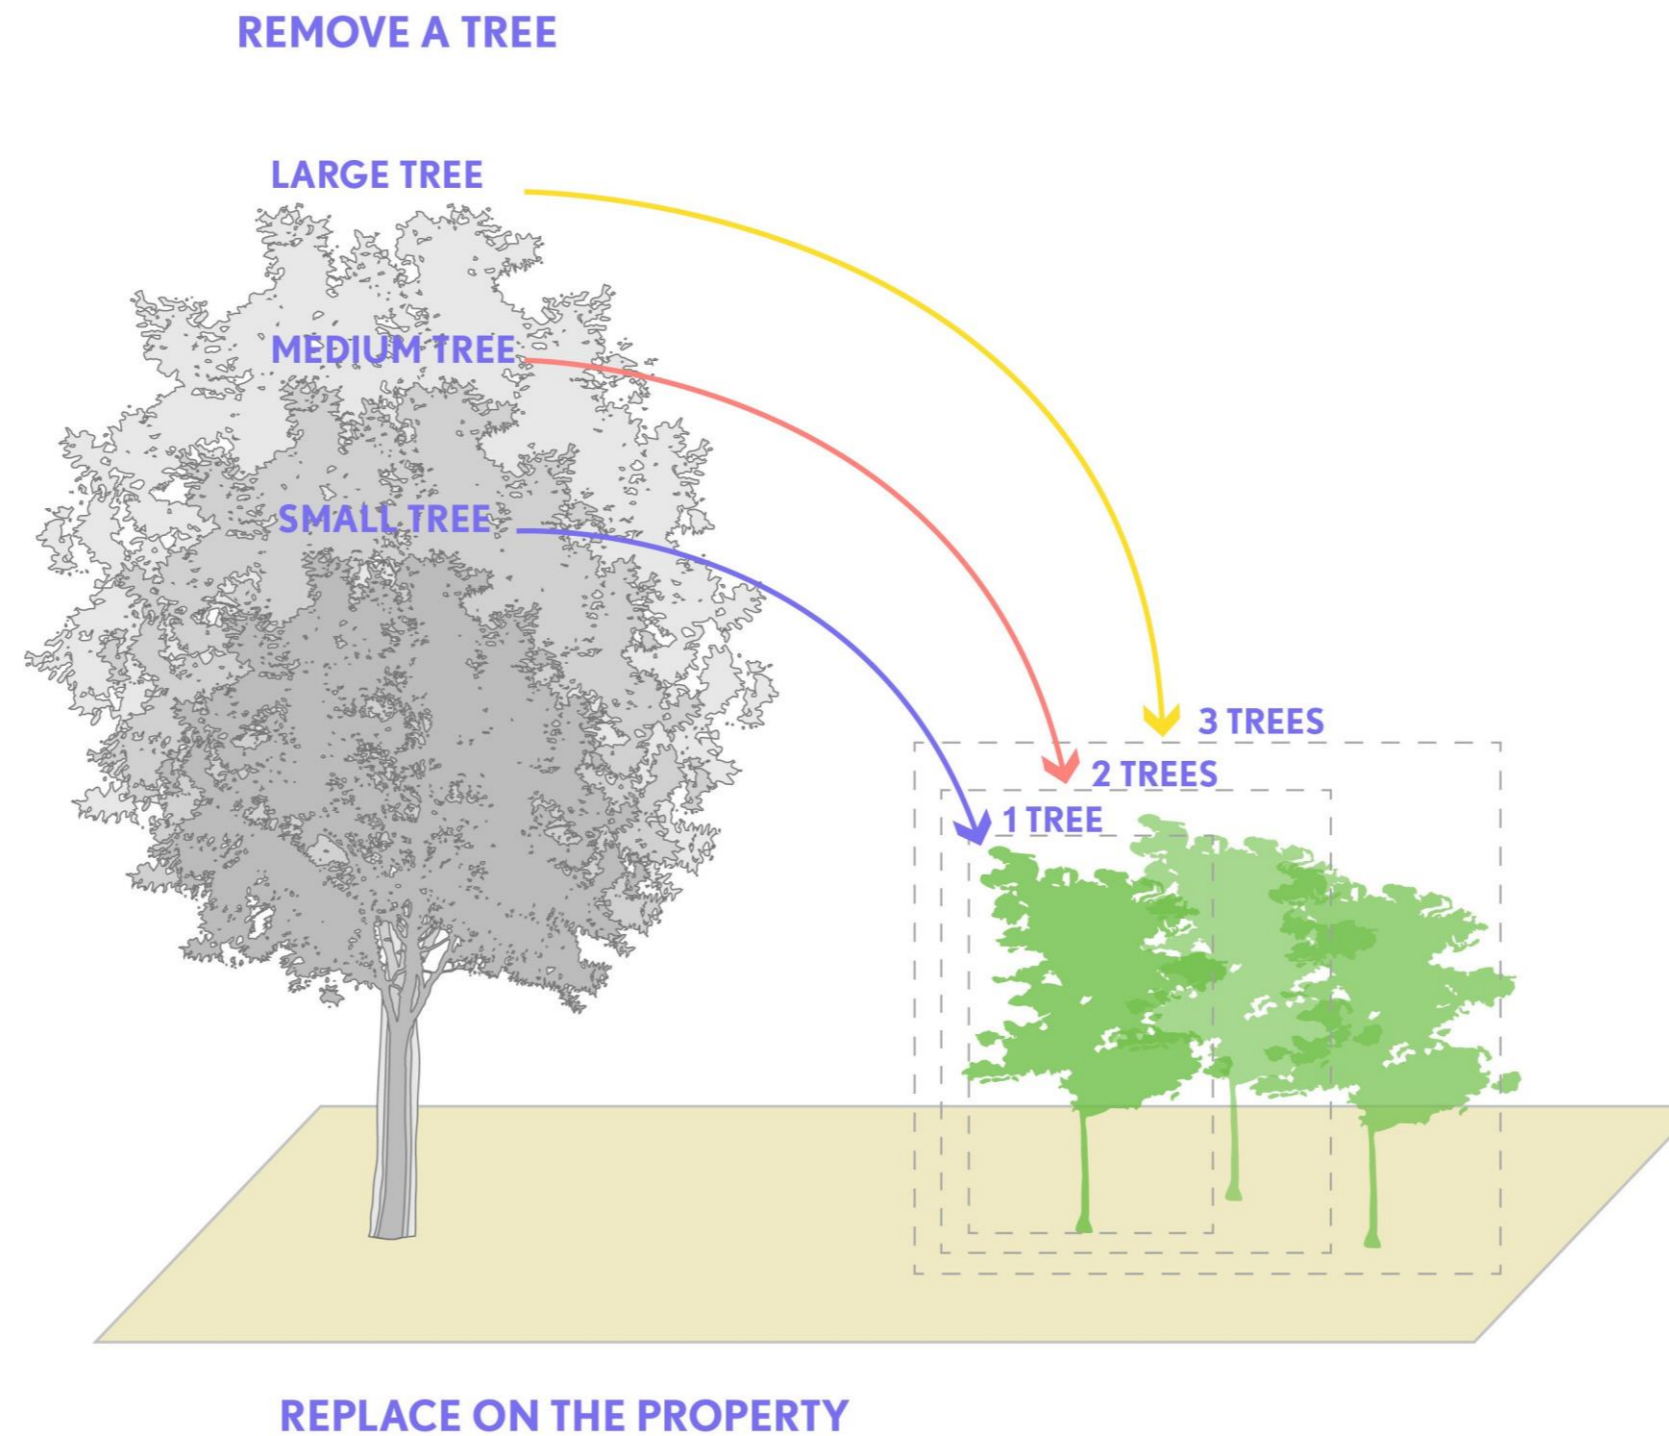 REMOVE A TREE
LARGE TREE
MEDIUM TREE
SMALL TREE
3 TREES
2 TREES
1 TREE
REPLACE ON THE PROPERTY